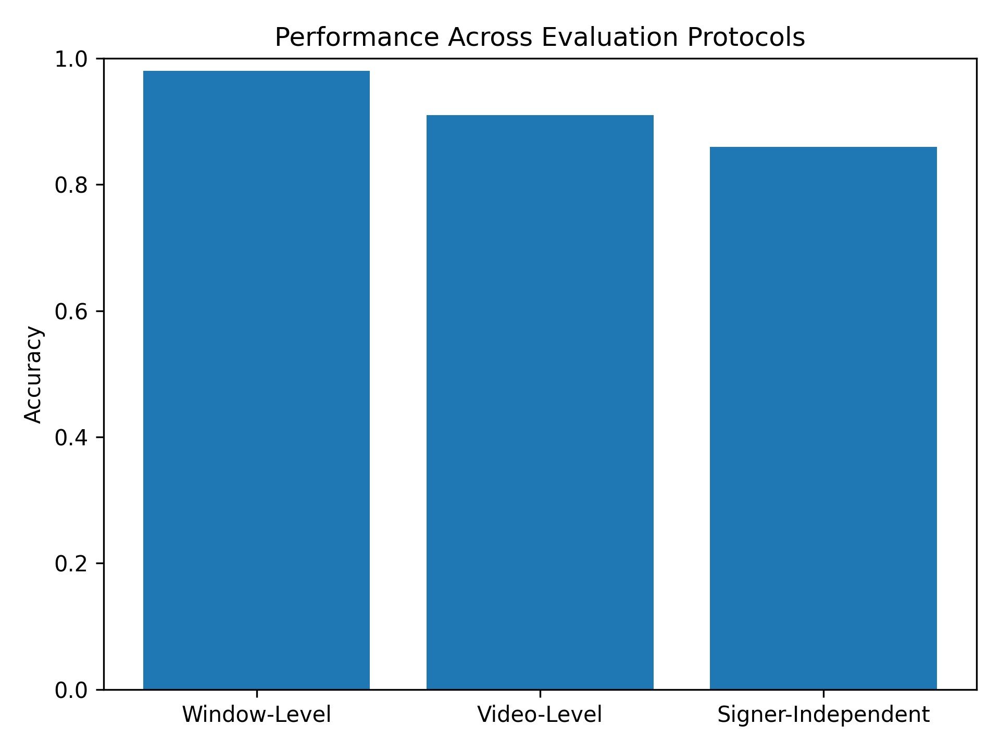 Performance Across Evaluation Protocols
1.0
0.8
0.6
0.4
0.2
0.0
Accuracy
Window-Level
Video-Level
Signer-Independent